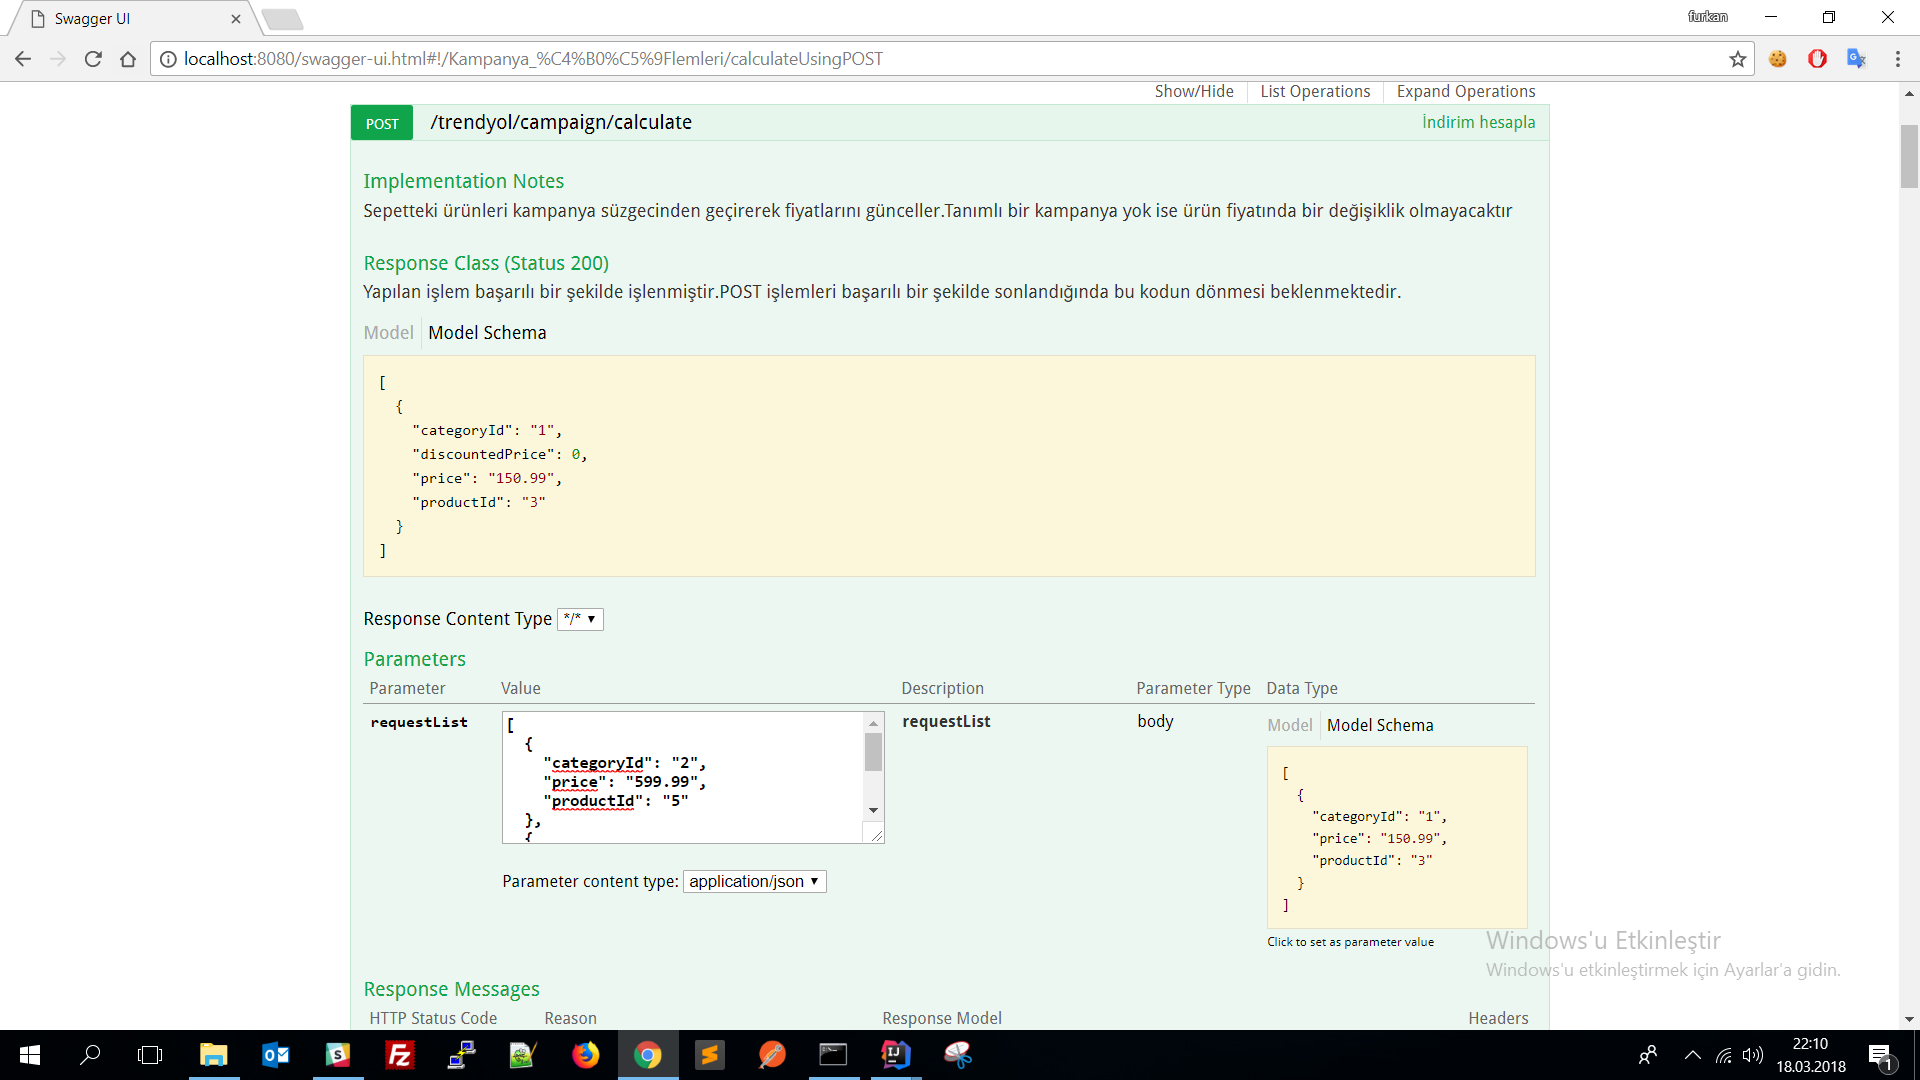 Swagger UI
furkan
localhost:8080/swagger-ui.html#!/Kampanya_%C4%B0%C5%9Flemleri/calculateUsingPOST
Show/Hide List Operations Expand Operations
POST /trendyol/campaign/calculate İndirim hesapla
Implementation Notes
Sepetteki ürünleri kampanya süzgecinden geçirerek fiyatlarını günceller.Tanımlı bir kampanya yok ise ürün fiyatında bir değişiklik olmayacaktır
Response Class (Status 200)
Yapılan işlem başarılı bir şekilde işlenmiştir.POST işlemleri başarılı bir şekilde sonlandığında bu kodun dönmesi beklenmektedir.
Model Model Schema
[
{
"categoryId": "1",
"discountedPrice": 0,
"price": "150.99",
"productId": "3"
}
]
Response Content Type */*
Parameters
Parameter Value Description Parameter Type Data Type
requestList
[
{
"categoryId": "2",
"price": "599.99",
"productId": "5"
},
{
Parameter content type: application/json
requestList
body
Model Model Schema
[
{
"categoryId": "1",
"price": "150.99",
"productId": "3"
}
]
Click to set as parameter value
Windows'u Etkinleştir
Windows'u etkinleştirmek için Ayarlar'a gidin.
Response Messages
HTTP Status Code Reason Response Model Headers
22:10
18.03.2018
1